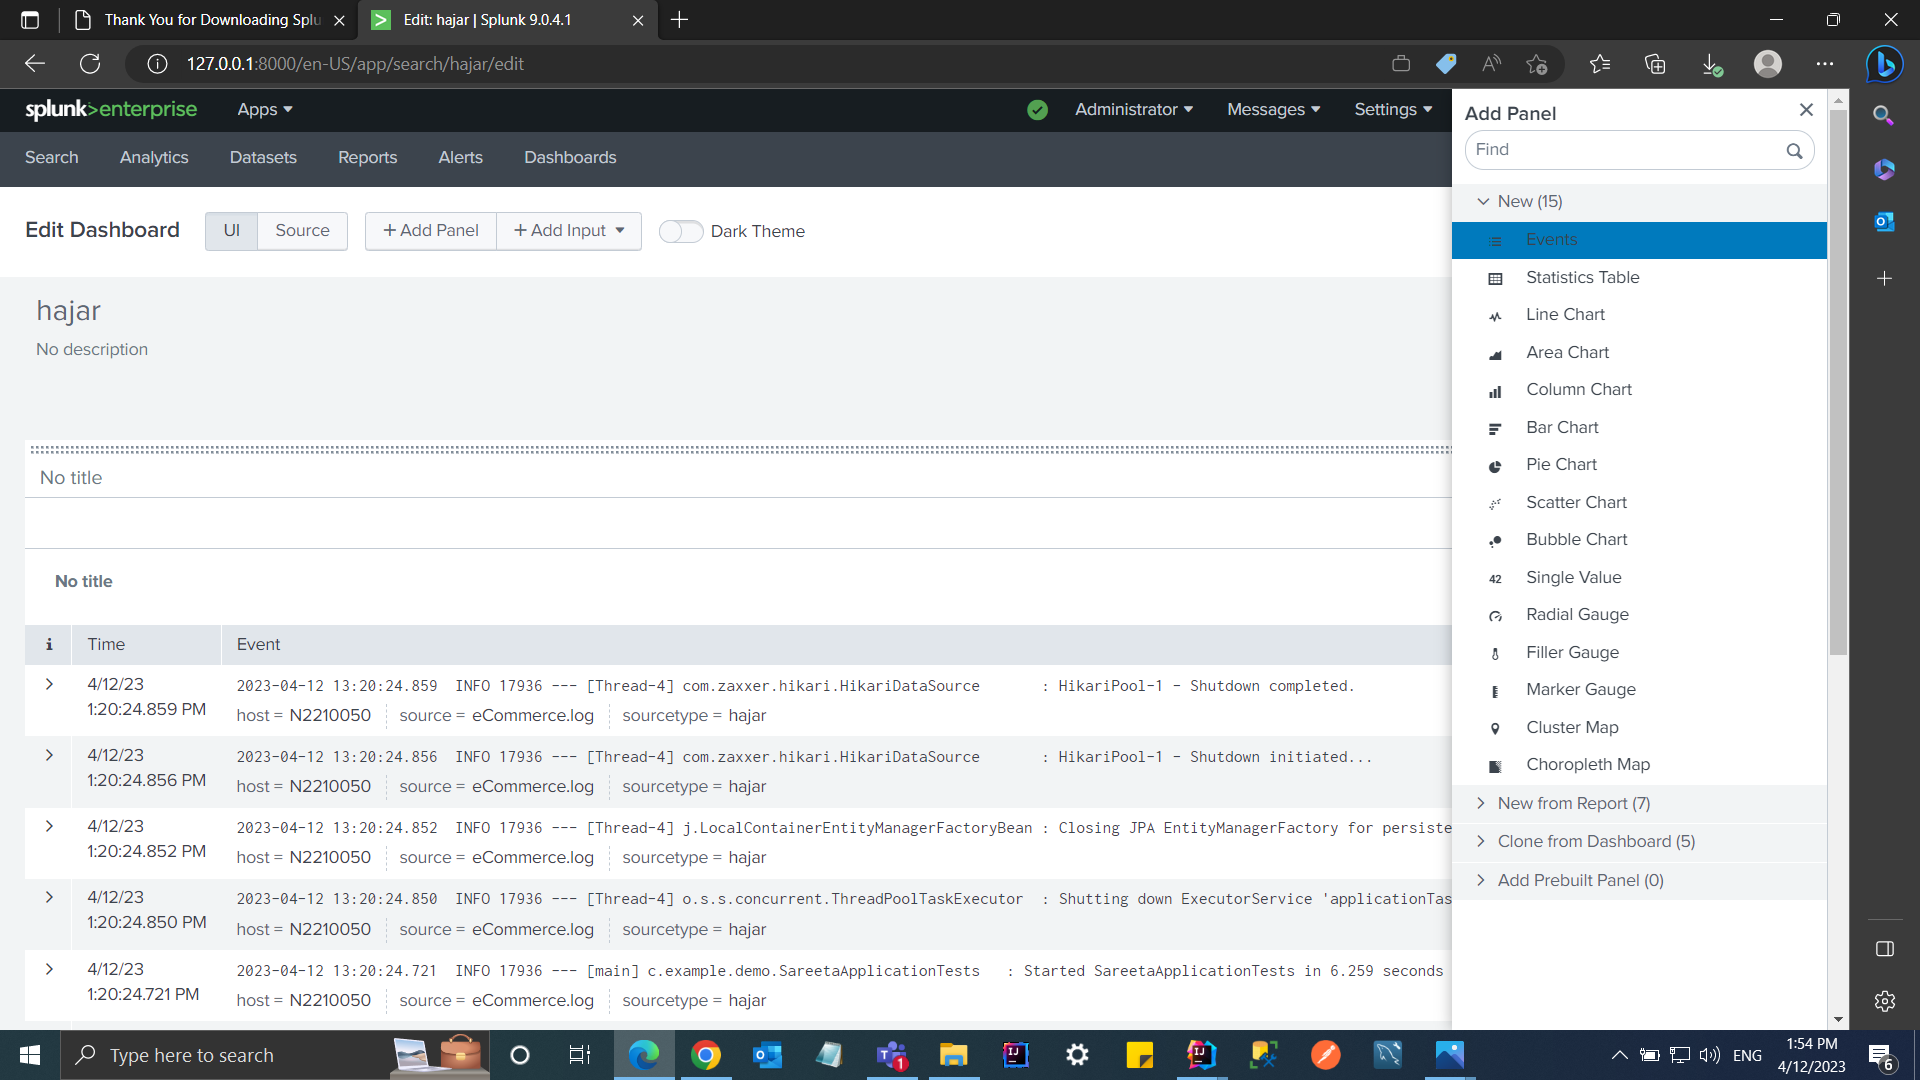 Thank You for Downloading Splu
Edit: hajar | Splunk 9.0.4.1
127.0.0.1:8000/en-US/app/search/hajar/edit
splunk>enterprise
Apps
Administrator
Messages
Settings
Search
Analytics
Datasets
Reports
Alerts
Dashboards
Edit Dashboard
UI
Source
+ Add Panel
+ Add Input
Dark Theme
hajar
No description
No title
No title
i
Time
Event
4/12/23
1:20:24.859 PM
2023-04-12 13:20:24.859  INFO 17936 --- [Thread-4] com.zaxxer.hikari.HikariDataSource       : HikariPool-1 - Shutdown completed.
host = N2210050
source = eCommerce.log
sourcetype = hajar
4/12/23
1:20:24.856 PM
2023-04-12 13:20:24.856  INFO 17936 --- [Thread-4] com.zaxxer.hikari.HikariDataSource       : HikariPool-1 - Shutdown initiated...
host = N2210050
source = eCommerce.log
sourcetype = hajar
4/12/23
1:20:24.852 PM
2023-04-12 13:20:24.852  INFO 17936 --- [Thread-4] j.LocalContainerEntityManagerFactoryBean : Closing JPA EntityManagerFactory for persiste
host = N2210050
source = eCommerce.log
sourcetype = hajar
4/12/23
1:20:24.850 PM
2023-04-12 13:20:24.850  INFO 17936 --- [Thread-4] o.s.s.concurrent.ThreadPoolTaskExecutor  : Shutting down ExecutorService 'applicationTas
host = N2210050
source = eCommerce.log
sourcetype = hajar
4/12/23
1:20:24.721 PM
2023-04-12 13:20:24.721  INFO 17936 --- [main] c.example.demo.SareetaApplicationTests   : Started SareetaApplicationTests in 6.259 seconds
host = N2210050
source = eCommerce.log
sourcetype = hajar
Add Panel
Find
New (15)
Events
Statistics Table
Line Chart
Area Chart
Column Chart
Bar Chart
Pie Chart
Scatter Chart
Bubble Chart
42 Single Value
Radial Gauge
Filler Gauge
Marker Gauge
Cluster Map
Choropleth Map
New from Report (7)
Clone from Dashboard (5)
Add Prebuilt Panel (0)
Type here to search
1
ENG
1:54 PM
4/12/2023
6